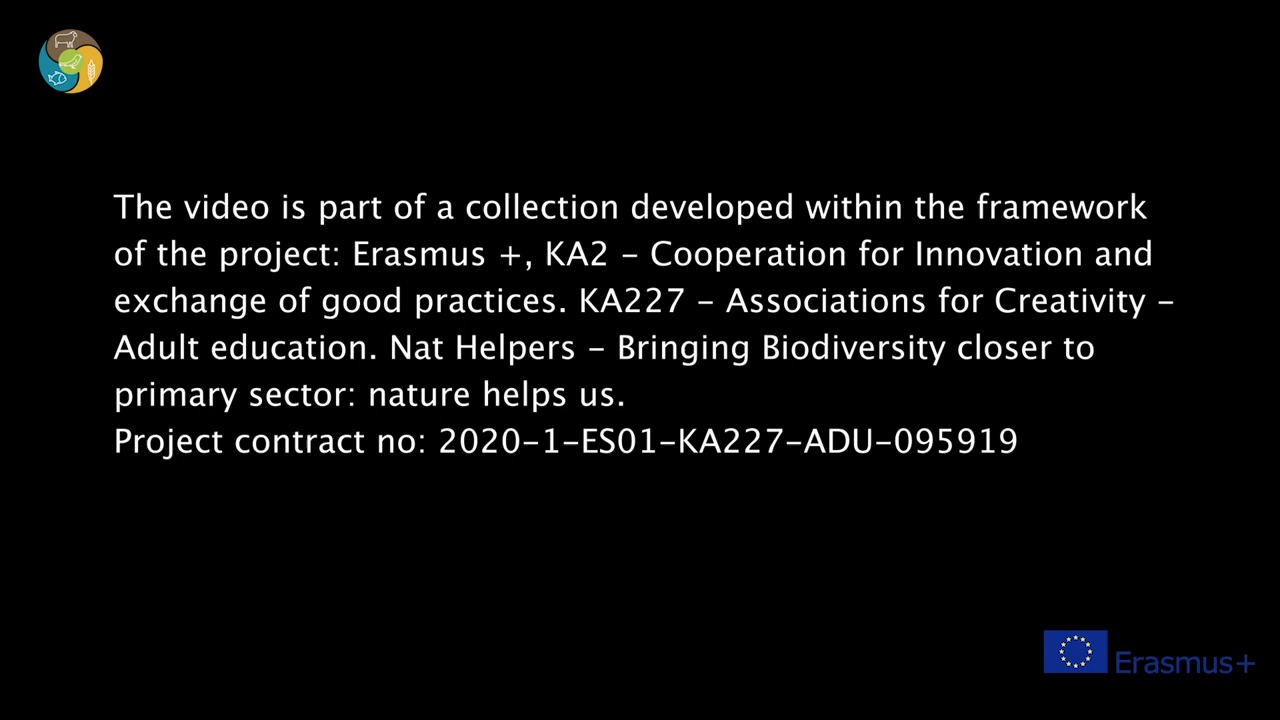 The video is part of a collection developed within the framework
of the project: Erasmus +, KA2 – Cooperation for Innovation and
exchange of good practices. KA227 – Associations for Creativity –
Adult education. Nat Helpers – Bringing Biodiversity closer to
primary sector: nature helps us.
Project contract no: 2020–1–ES01–KA227–ADU–095919
Erasmus+